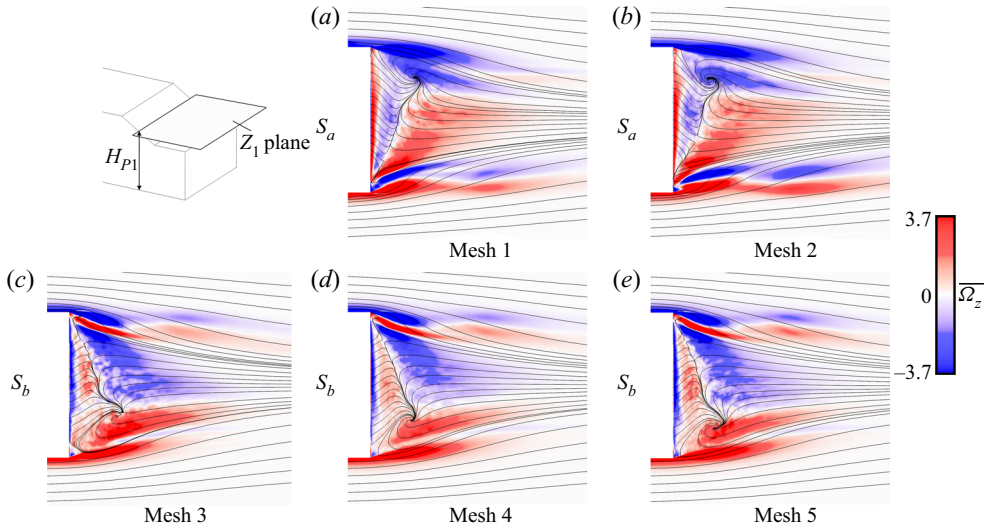 (a)
(b)
S_a
S_a
H_P1
Z_1 plane
Mesh 1
Mesh 2
3.7
0
Ω_z
−3.7
(c)
(d)
(e)
S_b
S_b
S_b
Mesh 3
Mesh 4
Mesh 5